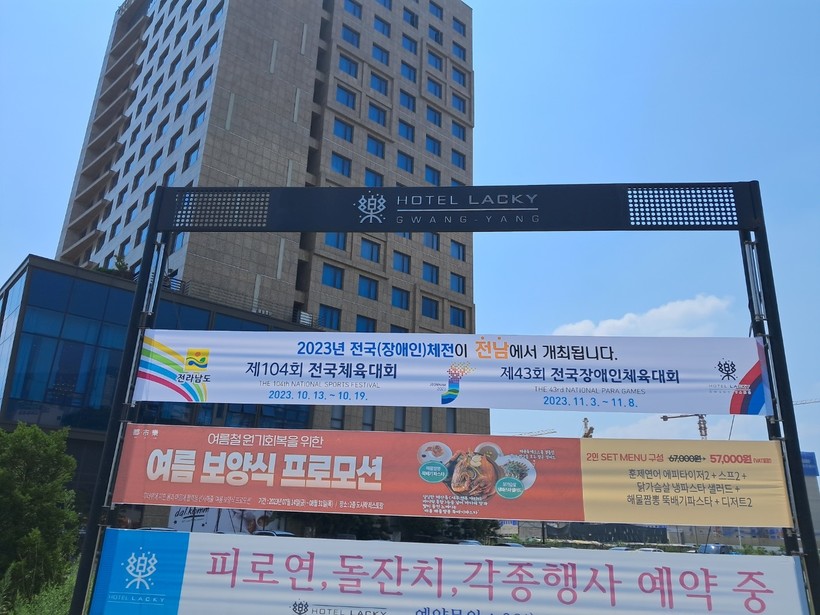 樂 HOTEL LACKY
GWANG-YANG
2023년 전국(장애인)체전이 전남에서 개최됩니다.
전라남도
제104회 전국체육대회
THE 104th NATIONAL SPORTS FESTIVAL
2023. 10. 13. ~ 10. 19.
제43회 전국장애인체육대회
THE 43rd NATIONAL PARA GAMES
2023. 11. 3. ~ 11. 8.
여름철 원기회복을 위한
여름 보양식 프로모션
2인 SET MENU 구성 67,000원 57,000원
훈제연어 에피타이저2 + 스프2 +
닭가슴살 냉파스타 샐러드 +
해물짬뽕 뚝배기파스타 + 디저트2
樂
HOTEL LACKY
피로연, 돌잔치, 각종행사 예약 중
HOTEL LACKY